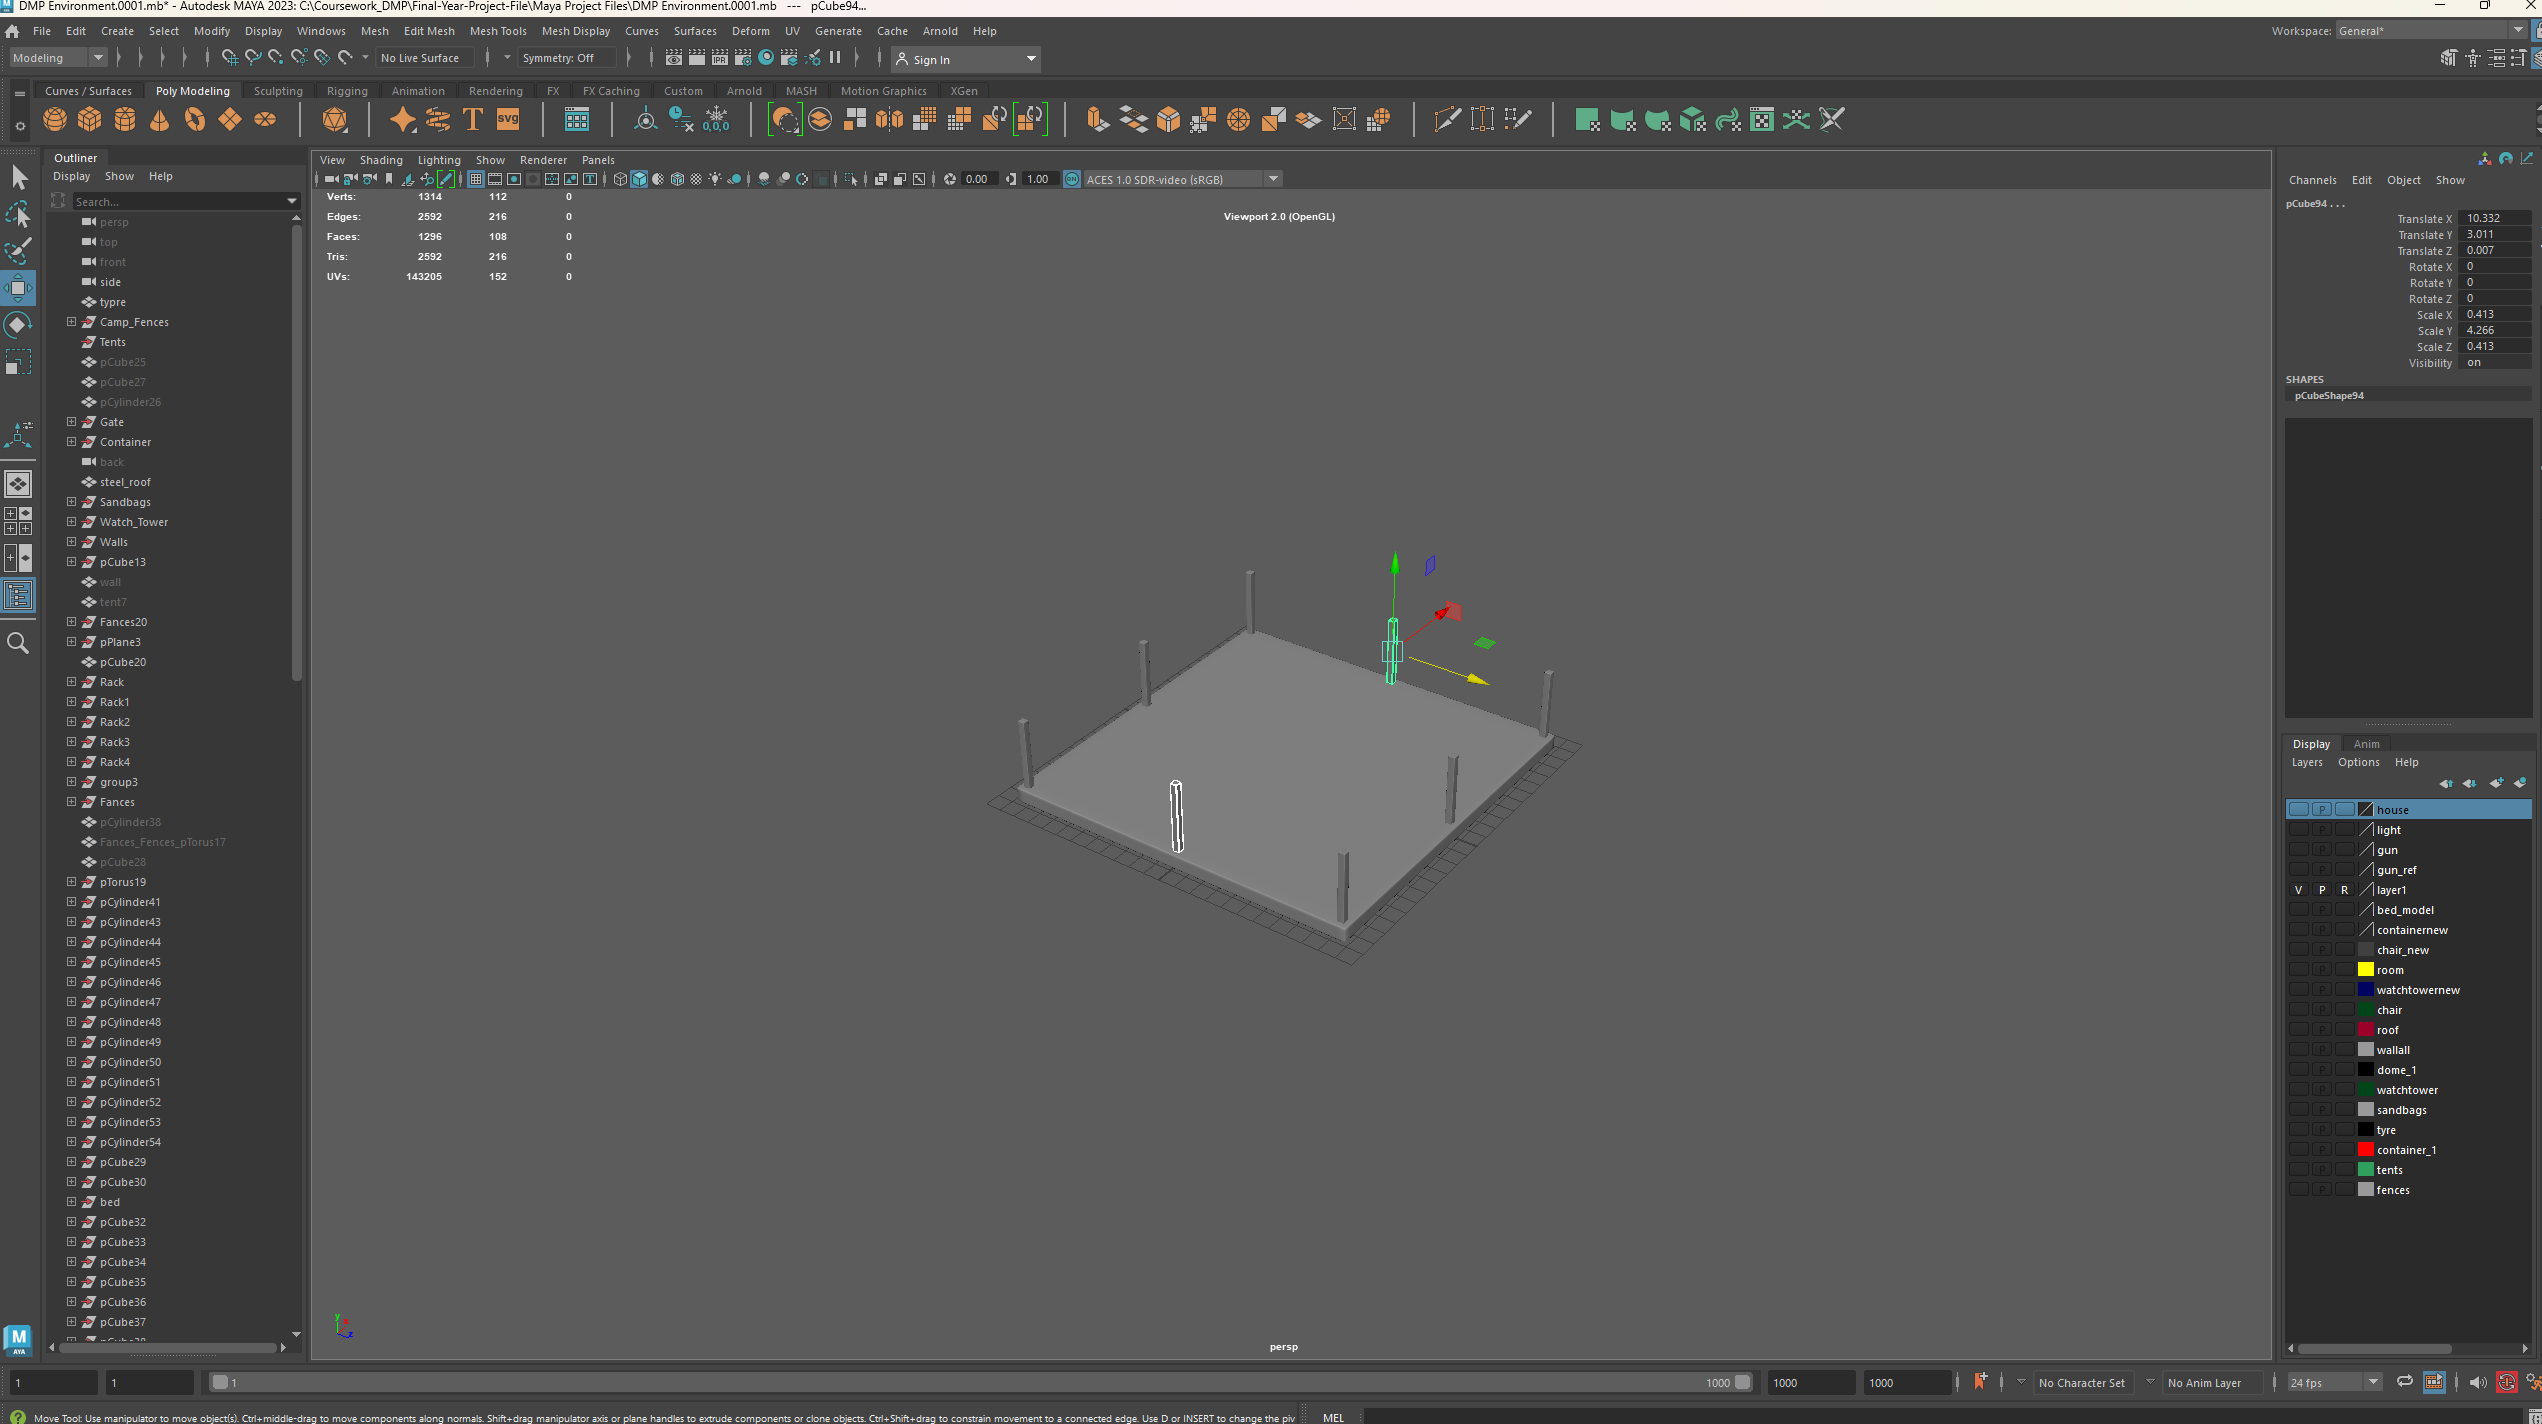 DMP Environment.0001.mb* - Autodesk MAYA 2023: C:\Coursework_DMP\Final-Year-Project-File\Maya Project Files\DMP Environment.0001.mb --- pCube94...
File Edit Create Select Modify Display Windows Mesh Edit Mesh Mesh Tools Mesh Display Curves Surfaces Deform UV Generate Cache Arnold Help
Workspace: General*
Modeling No Live Surface Symmetry: Off IPR Sign In
Curves / Surfaces Poly Modeling Sculpting Rigging Animation Rendering FX FX Caching Custom Arnold MASH Motion Graphics XGen
T svg 0,0,0
Outliner
Display Show Help
Search...
persp
top
front
side
typre
Camp_Fences
Tents
pCube25
pCube27
pCylinder26
Gate
Container
back
steel_roof
Sandbags
Watch_Tower
Walls
pCube13
wall
tent7
Fances20
pPlane3
pCube20
Rack
Rack1
Rack2
Rack3
Rack4
group3
Fances
pCylinder38
Fances_Fences_pTorus17
pCube28
pTorus19
pCylinder41
pCylinder43
pCylinder44
pCylinder45
pCylinder46
pCylinder47
pCylinder48
pCylinder49
pCylinder50
pCylinder51
pCylinder52
pCylinder53
pCylinder54
pCube29
pCube30
bed
pCube32
pCube33
pCube34
pCube35
pCube36
pCube37
View Shading Lighting Show Renderer Panels
0.00 1.00 ON ACES 1.0 SDR-video (sRGB)
Verts: 1314 112 0
Edges: 2592 216 0
Faces: 1296 108 0
Tris: 2592 216 0
UVs: 143205 152 0
Viewport 2.0 (OpenGL)
persp
Channels Edit Object Show
pCube94 . . .
Translate X 10.332
Translate Y 3.011
Translate Z 0.007
Rotate X 0
Rotate Y 0
Rotate Z 0
Scale X 0.413
Scale Y 4.266
Scale Z 0.413
Visibility on
SHAPES
pCubeShape94
Display Anim
Layers Options Help
P house
P light
P gun
P gun_ref
V P R layer1
P bed_model
P containernew
P chair_new
P room
P watchtowernew
P chair
P roof
P wallall
P dome_1
P watchtower
P sandbags
P tyre
P container_1
P tents
P fences
M
AYA
1 1 1 1000 1000 1000 No Character Set No Anim Layer 24 fps
Move Tool: Use manipulator to move object(s). Ctrl+middle-drag to move components along normals. Shift+drag manipulator axis or plane handles to extrude components or clone objects. Ctrl+Shift+drag to constrain movement to a connected edge. Use D or INSERT to change the piv
MEL